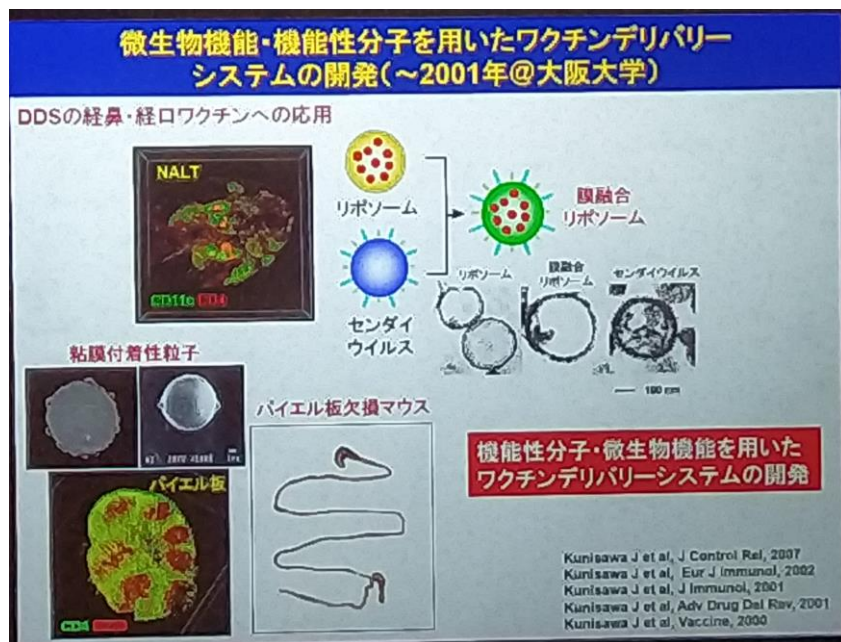 微生物機能・機能性分子を用いたワクチンデリバリー
システムの開発(～2001年@大阪大学)
DDSの経鼻・経口ワクチンへの応用
NALT
CD11c
リポソーム
センダイ
ウイルス
膜融合
リポソーム
リポソーム
膜融合
リポソーム
センダイウイルス
100 nm
粘膜付着性粒子
パイエル板
パイエル板欠損マウス
機能性分子・微生物機能を用いた
ワクチンデリバリーシステムの開発
Kunisawa J et al, J Control Rel, 2007
Kunisawa J et al, Eur J Immunol, 2002
Kunisawa J et al, J Immunol, 2001
Kunisawa J et al, Adv Drug Del Rev, 2001
Kunisawa J et al, Vaccine, 2000